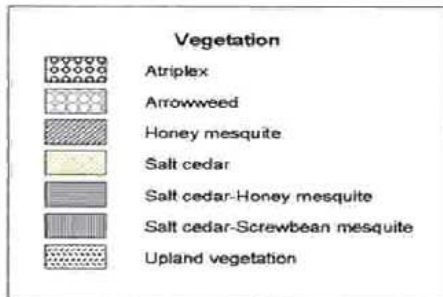 Vegetation
Atriplex
Arrowweed
Honey mesquite
Salt cedar
Salt cedar-Honey mesquite
Salt cedar-Screwbean mesquite
Upland vegetation